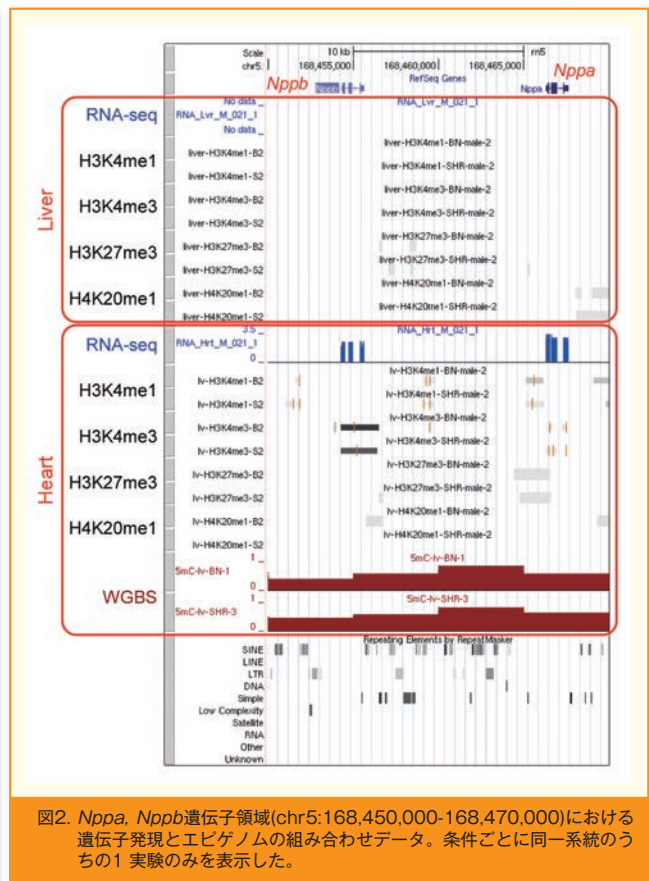 Scale 10 kb rn5
chr5: 168,455,000 168,460,000 168,465,000
Nppb RefSeq Genes Nppa
Nppb Nppa
Liver
No data _ RNA_Lvr_M_021_1
RNA-seq RNA_Lvr_M_021_1
No data _
liver-H3K4me1-BN-male-2
H3K4me1 liver-H3K4me1-B2
liver-H3K4me1-SHR-male-2
liver-H3K4me1-S2
liver-H3K4me3-BN-male-2
H3K4me3 liver-H3K4me3-B2
liver-H3K4me3-SHR-male-2
liver-H3K4me3-S2
liver-H3K27me3-BN-male-2
H3K27me3 liver-H3K27me3-B2
liver-H3K27me3-SHR-male-2
liver-H3K27me3-S2
liver-H4K20me1-BN-male-2
H4K20me1 liver-H4K20me1-B2
liver-H4K20me1-SHR-male-2
liver-H4K20me1-S2
Heart
3.5 _ RNA_Hrt_M_021_1
RNA-seq RNA_Hrt_M_021_1
0 _
lv-H3K4me1-BN-male-2
H3K4me1 lv-H3K4me1-B2
lv-H3K4me1-SHR-male-2
lv-H3K4me1-S2
lv-H3K4me3-BN-male-2
H3K4me3 lv-H3K4me3-B2
lv-H3K4me3-SHR-male-2
lv-H3K4me3-S2
lv-H3K27me3-BN-male-2
H3K27me3 lv-H3K27me3-B2
lv-H3K27me3-SHR-male-2
lv-H3K27me3-S2
lv-H4K20me1-BN-male-2
H4K20me1 lv-H4K20me1-B2
lv-H4K20me1-SHR-male-2
lv-H4K20me1-S2
1 _ 5mC-lv-BN-1
5mC-lv-BN-1
0 _
WGBS
1 _ 5mC-lv-SHR-3
5mC-lv-SHR-3
0 _
Repeating Elements by RepeatMasker
SINE
LINE
LTR
DNA
Simple
Low Complexity
Satellite
RNA
Other
Unknown
図2. Nppa, Nppb遺伝子領域(chr5:168,450,000-168,470,000)における
遺伝子発現とエピゲノムの組み合わせデータ。条件ごとに同一系統のう
ちの1 実験のみを表示した。